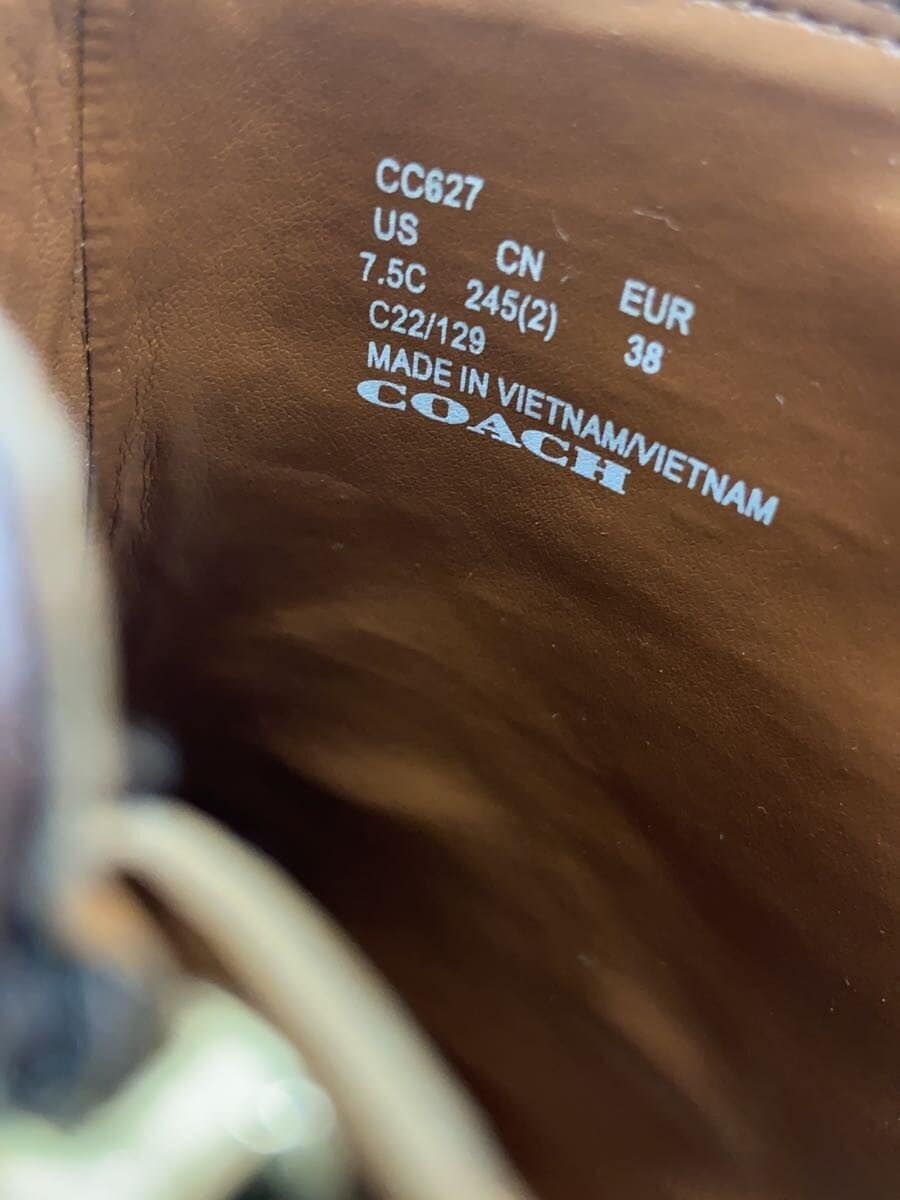 CC627
US CN EUR
7.5C 245(2) 38
C22/129
MADE IN VIETNAM/VIETNAM
COACH